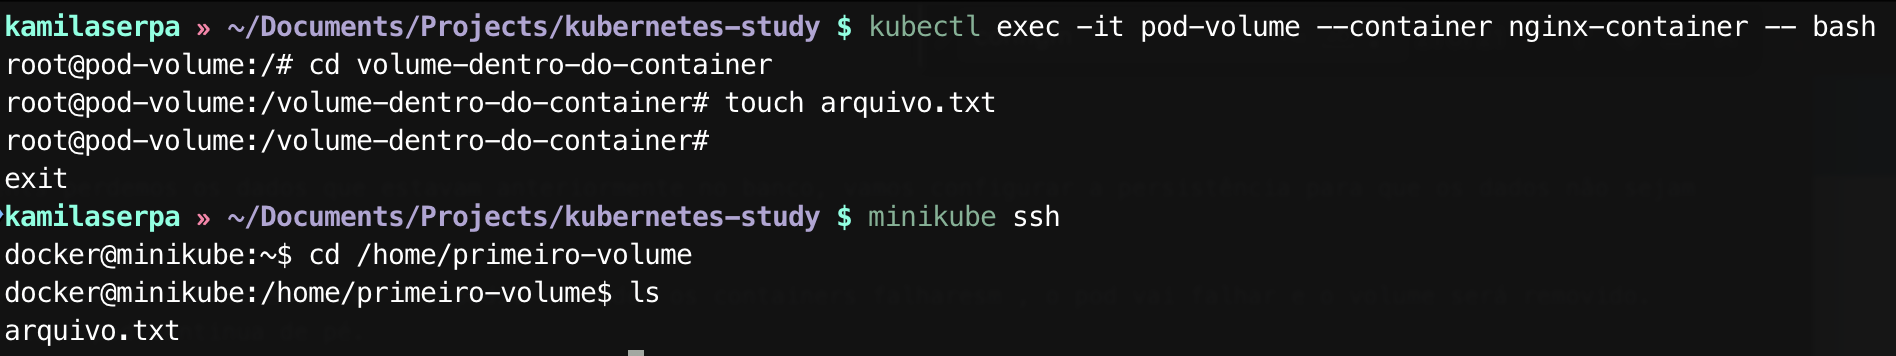 kamilaserpa » ~/Documents/Projects/kubernetes-study $ kubectl exec -it pod-volume --container nginx-container -- bash
root@pod-volume:/# cd volume-dentro-do-container
root@pod-volume:/volume-dentro-do-container# touch arquivo.txt
root@pod-volume:/volume-dentro-do-container#
exit
kamilaserpa » ~/Documents/Projects/kubernetes-study $ minikube ssh
docker@minikube:~$ cd /home/primeiro-volume
docker@minikube:/home/primeiro-volume$ ls
arquivo.txt